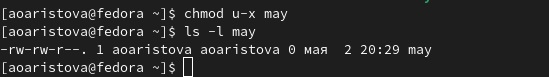 [aoaristova@fedora ~]$ chmod u-x may
[aoaristova@fedora ~]$ ls -l may
-rw-rw-r--. 1 aoaristova aoaristova 0 мая  2 20:29 may
[aoaristova@fedora ~]$